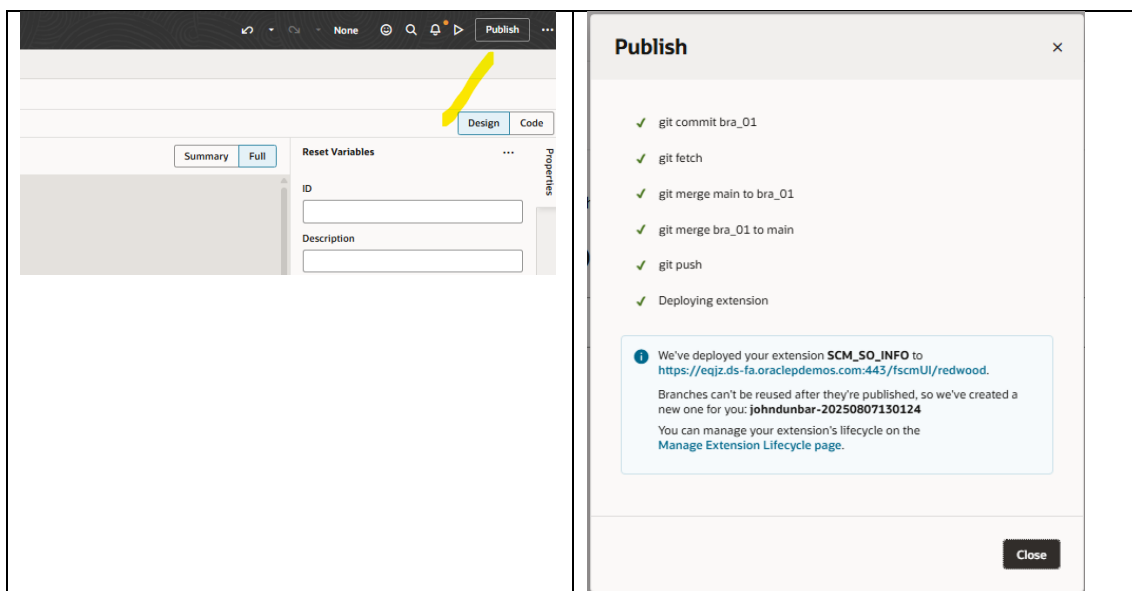 None
Publish
Design
Code
Summary
Full
Reset Variables
Properties
ID
Description
Publish
git commit bra_01
git fetch
git merge main to bra_01
git merge bra_01 to main
git push
Deploying extension
We've deployed your extension SCM_SO_INFO to
https://eqjz.ds-fa.oraclepdemos.com:443/fscmUI/redwood.
Branches can't be reused after they're published, so we've created a
new one for you: johndunbar-20250807130124
You can manage your extension's lifecycle on the
Manage Extension Lifecycle page.
Close